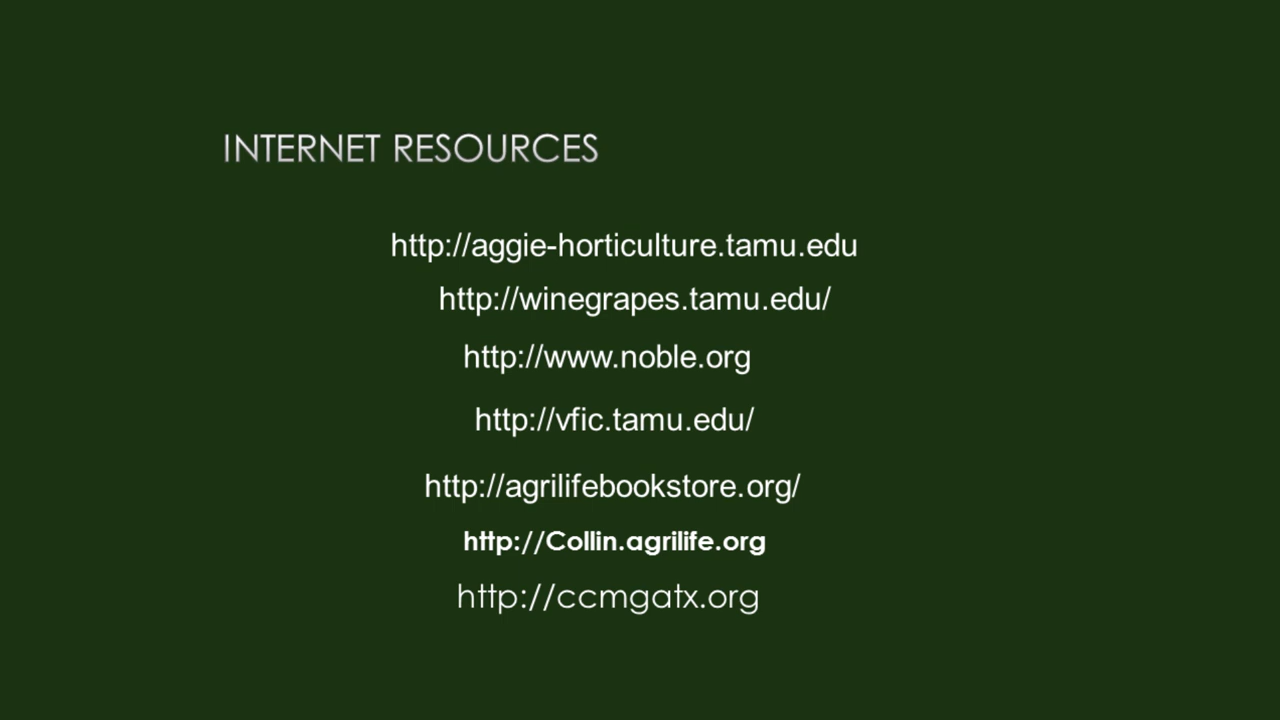 INTERNET RESOURCES
http://aggie-horticulture.tamu.edu
http://winegrapes.tamu.edu/
http://www.noble.org
http://vfic.tamu.edu/
http://agrilifebookstore.org/
http://Collin.agrilife.org
http://ccmgatx.org